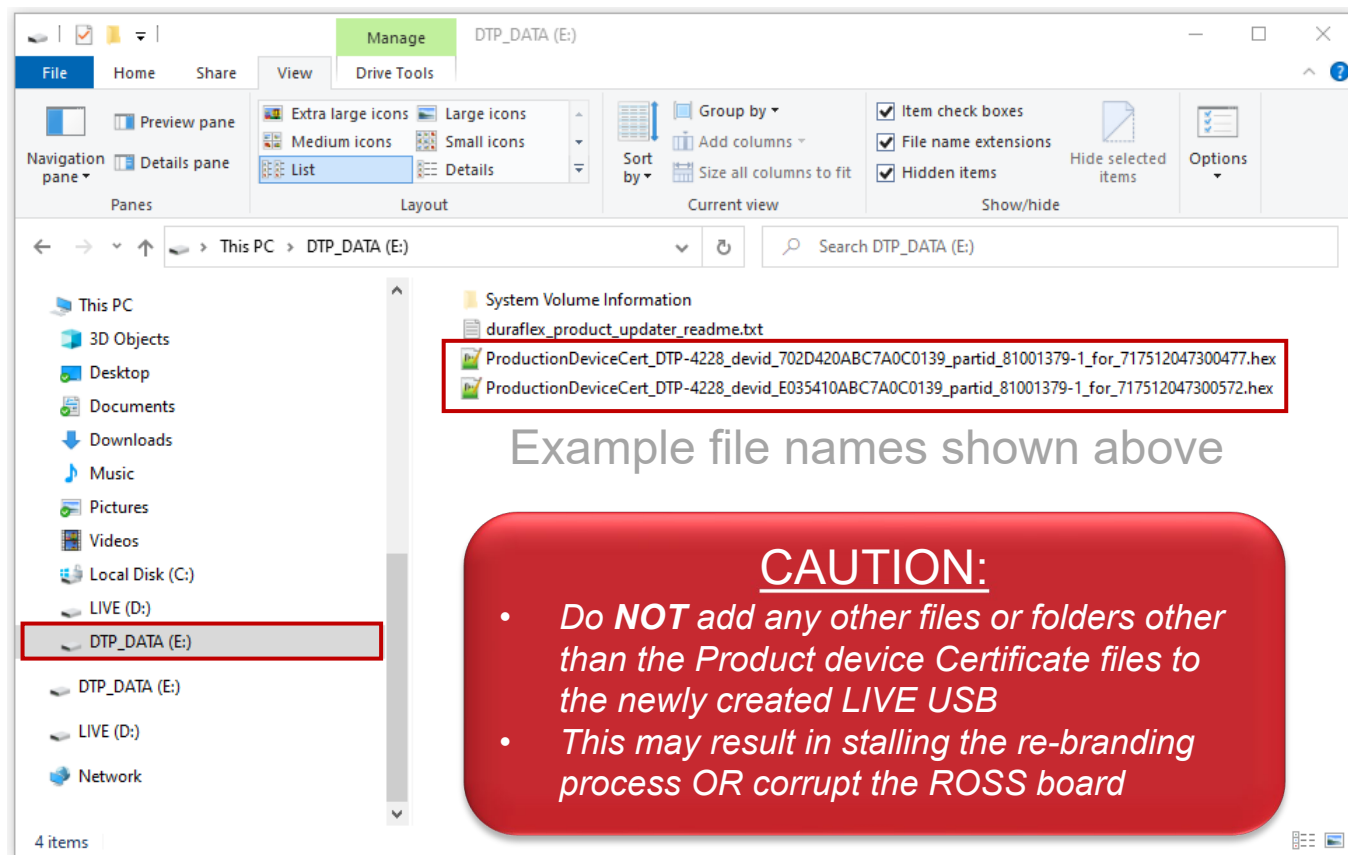 Manage DTP_DATA (E:)
File Home Share View Drive Tools
Navigation pane
Preview pane
Details pane
Panes
Extra large icons Large icons
Medium icons Small icons
List Details
Layout
Sort by
Group by
Add columns
Size all columns to fit
Current view
Item check boxes
File name extensions
Hidden items
Hide selected items
Show/hide
Options
This PC > DTP_DATA (E:)
Search DTP_DATA (E:)
This PC
3D Objects
Desktop
Documents
Downloads
Music
Pictures
Videos
Local Disk (C:)
LIVE (D:)
DTP_DATA (E:)
DTP_DATA (E:)
LIVE (D:)
Network
System Volume Information
duraflex_product_updater_readme.txt
ProductionDeviceCert_DTP-4228_devid_702D420ABC7A0C0139_partid_81001379-1_for_717512047300477.hex
ProductionDeviceCert_DTP-4228_devid_E035410ABC7A0C0139_partid_81001379-1_for_717512047300572.hex
Example file names shown above
CAUTION:
• Do NOT add any other files or folders other
than the Product device Certificate files to
the newly created LIVE USB
• This may result in stalling the re-branding
process OR corrupt the ROSS board
4 items